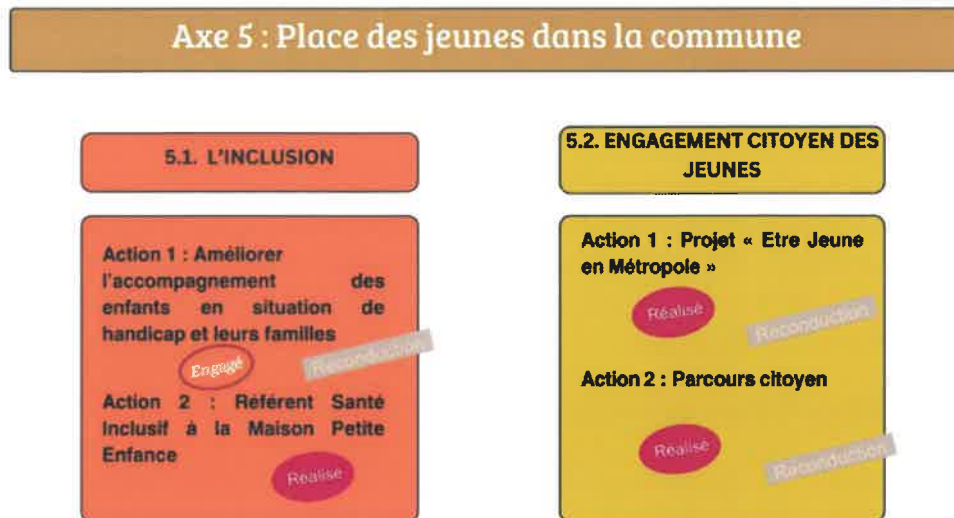 Axe 5 : Place des jeunes dans la commune
5.1. L'INCLUSION
Action 1 : Améliorer
l'accompagnement des
enfants en situation de
handicap et leurs familles
Engagé
Reconduction
Action 2 : Référent Santé
Inclusif à la Maison Petite
Enfance
Réalisé
5.2. ENGAGEMENT CITOYEN DES
JEUNES
Action 1 : Projet « Etre Jeune
en Métropole »
Réalisé
Reconduction
Action 2 : Parcours citoyen
Réalisé
Reconduction